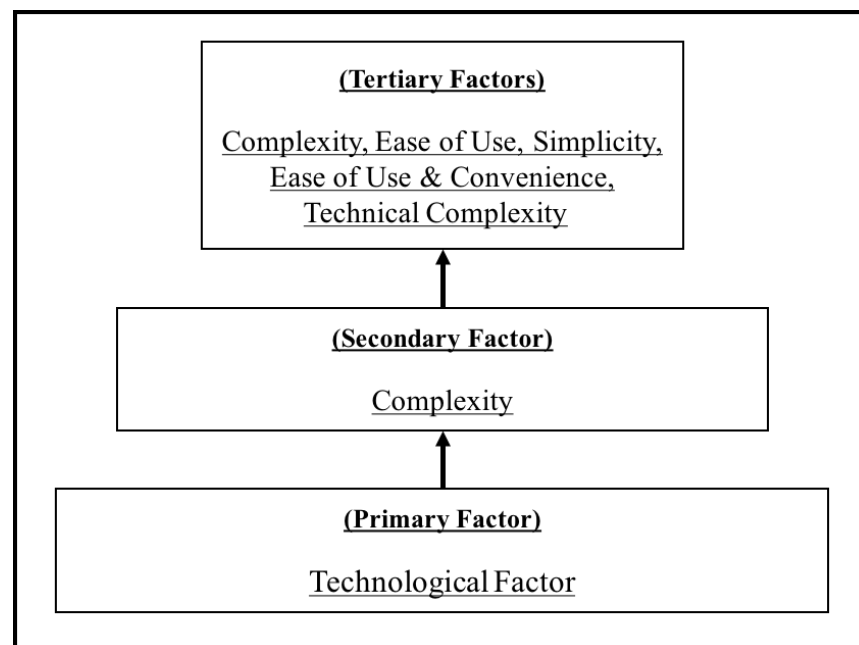 (Tertiary Factors)
Complexity, Ease of Use, Simplicity,
Ease of Use & Convenience,
Technical Complexity
(Secondary Factor)
Complexity
(Primary Factor)
Technological Factor